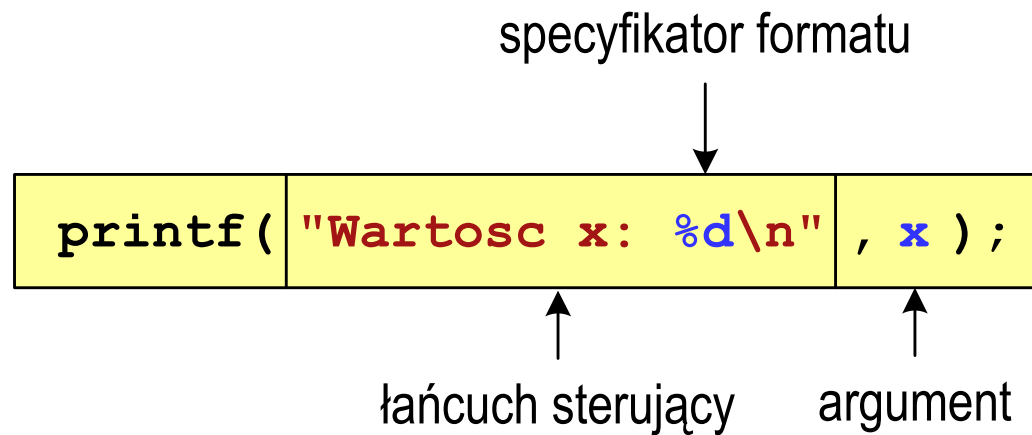 specyfikator formatu
printf( "Wartosc x: %d\n" , x );
łańcuch sterujący argument